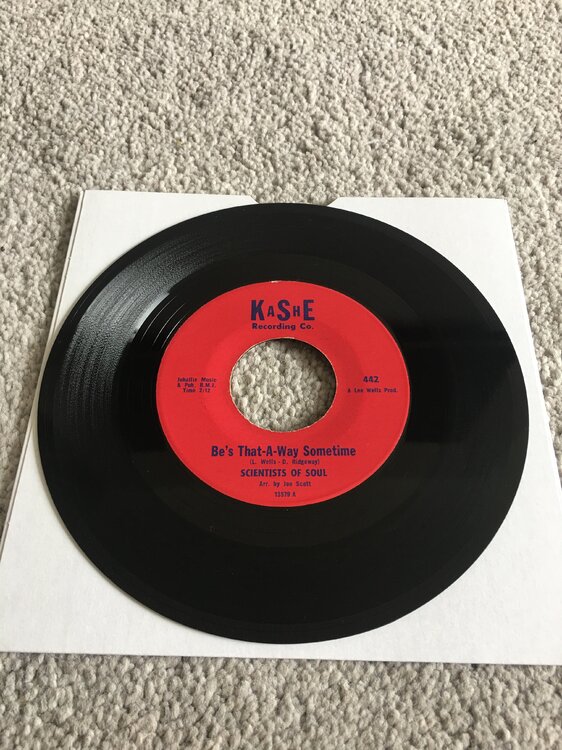 KASHE
Recording Co.
Joballie Music
& Pub. B.M.I.
Time 2:12
442
A Lee Wells Prod.
Be's That-A-Way Sometime
(L. Wells - D. Ridgeway)
SCIENTISTS OF SOUL
Arr. by Joe Scott
13579 A